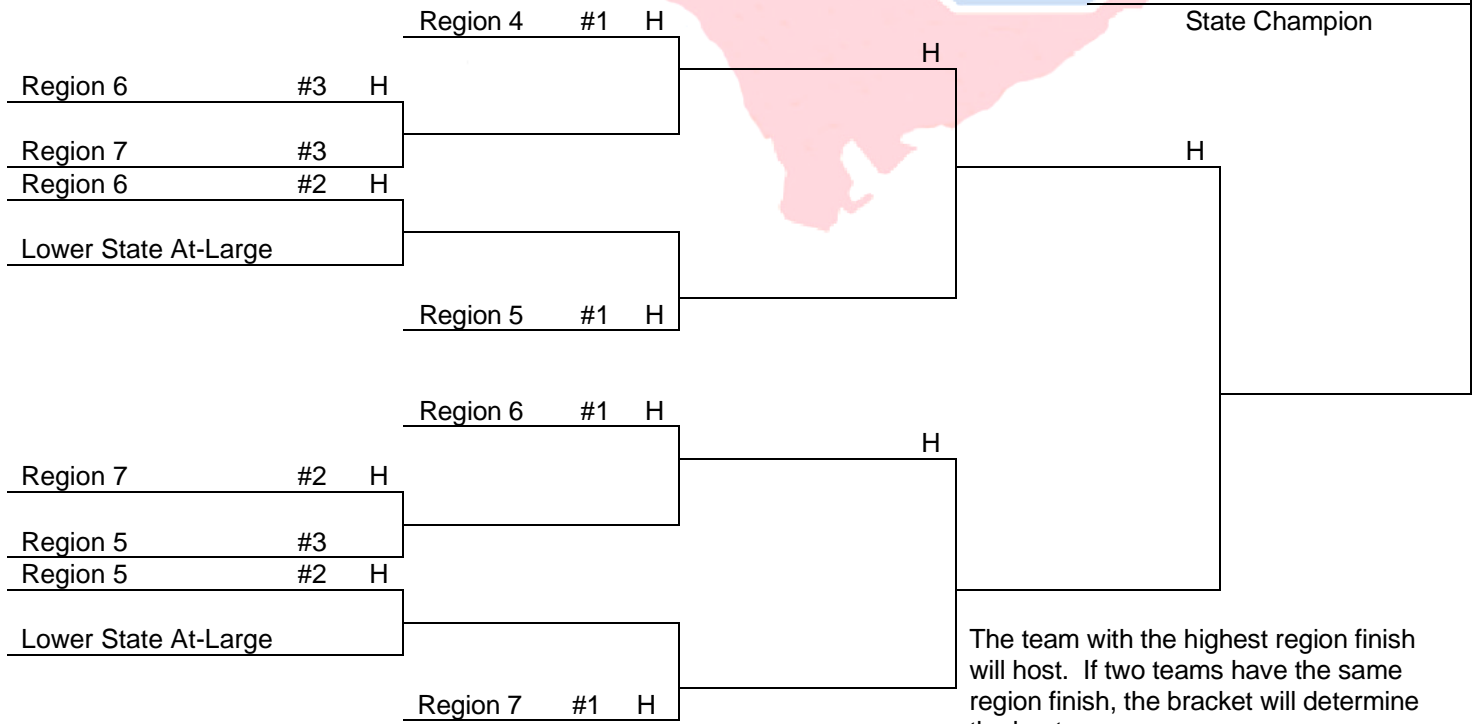 Region 4 #1 H
State Champion
H
Region 6 #3 H
Region 7 #3
H
Region 6 #2 H
Lower State At-Large
Region 5 #1 H
Region 6 #1 H
H
Region 7 #2 H
Region 5 #3
Region 5 #2 H
Lower State At-Large
The team with the highest region finish
will host. If two teams have the same
region finish, the bracket will determine
Region 7 #1 H